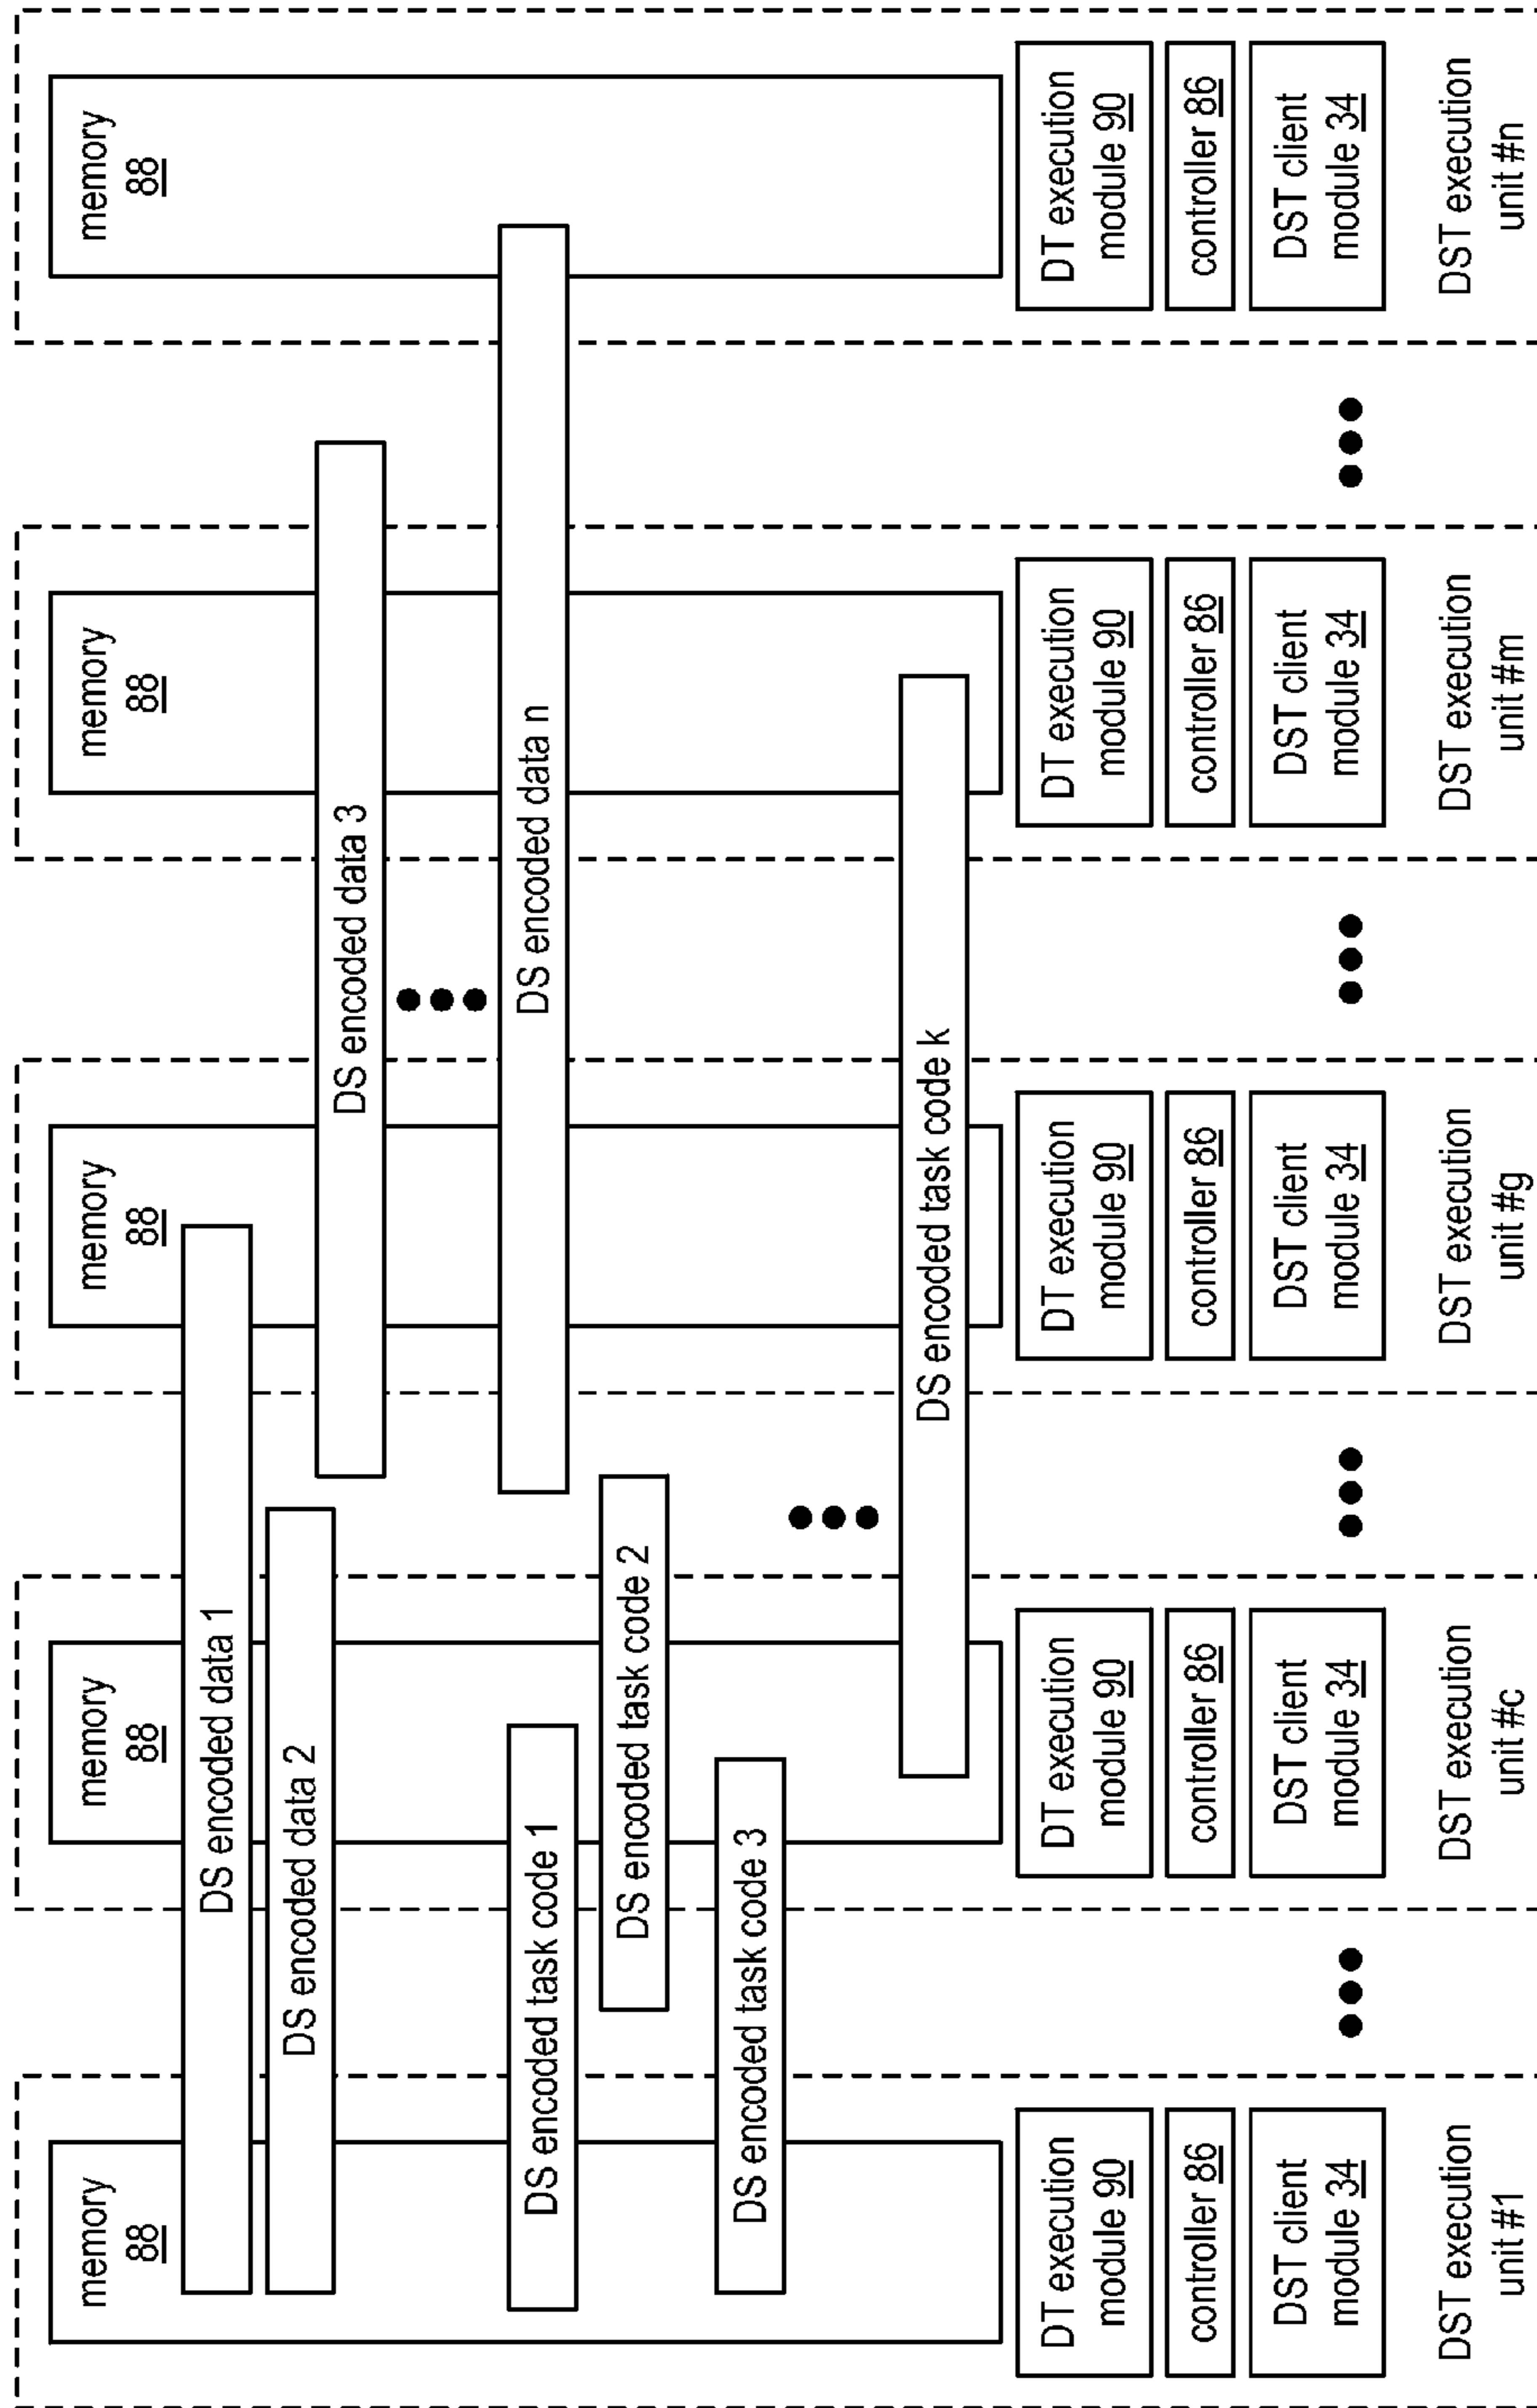 memory
88
memory
88
memory
88
memory
88
memory
88
DS encoded data 1
DS encoded data 2
DS encoded data 3
DS encoded data n
DS encoded task code 1
DS encoded task code 2
DS encoded task code 3
DS encoded task code k
DT execution
module 90
controller 86
DST client
module 34
DST execution
unit #1
DT execution
module 90
controller 86
DST client
module 34
DST execution
unit #c
DT execution
module 90
controller 86
DST client
module 34
DST execution
unit #g
DT execution
module 90
controller 86
DST client
module 34
DST execution
unit #m
DT execution
module 90
controller 86
DST client
module 34
DST execution
unit #n